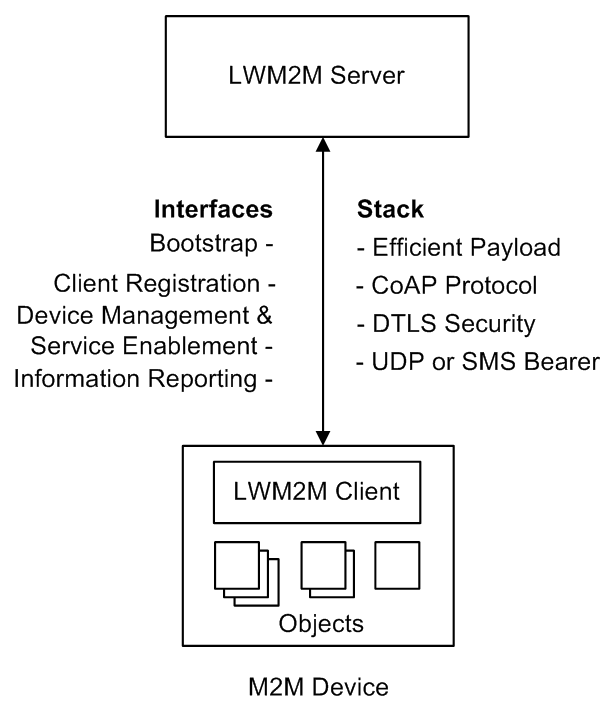 LWM2M Server
Interfaces
Bootstrap -
Client Registration -
Device Management &
Service Enablement -
Information Reporting -
Stack
- Efficient Payload
- CoAP Protocol
- DTLS Security
- UDP or SMS Bearer
LWM2M Client
Objects
M2M Device